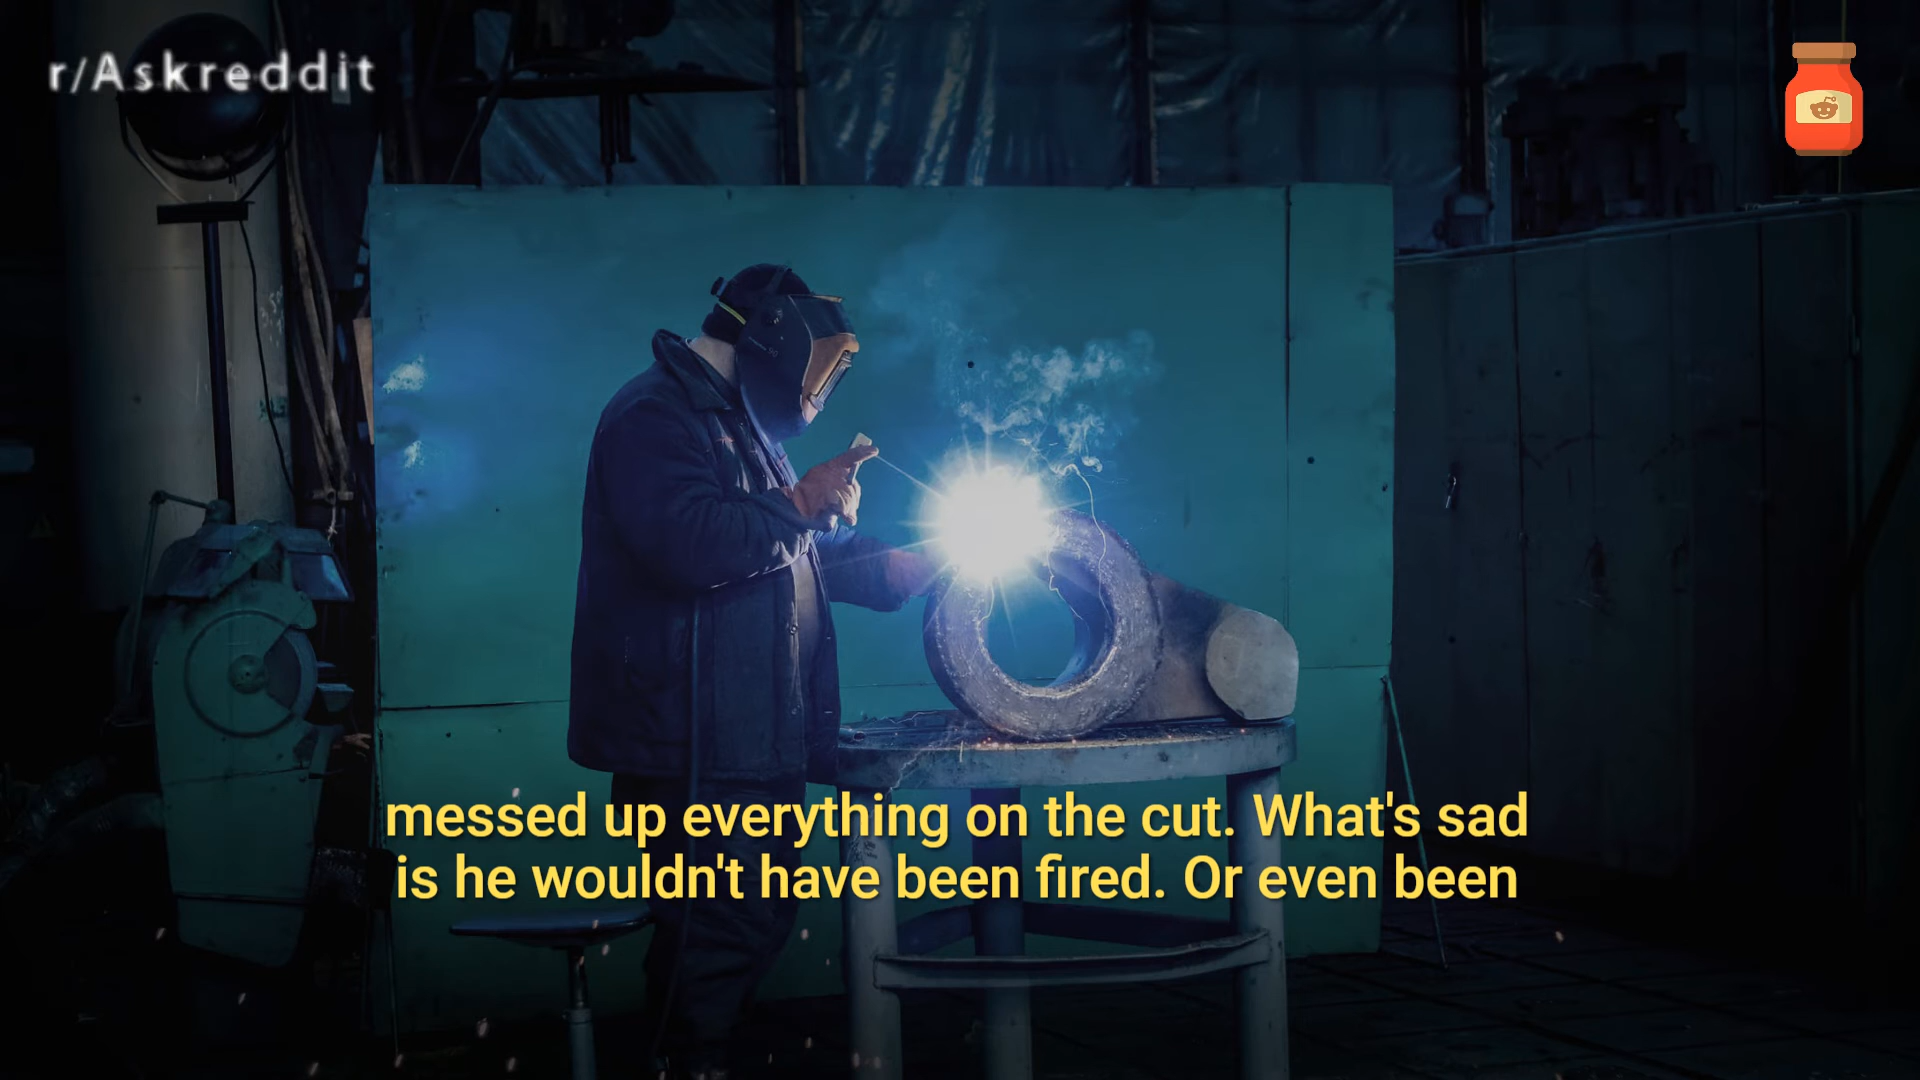 r/Askreddit
messed up everything on the cut. What's sad
is he wouldn't have been fired. Or even been